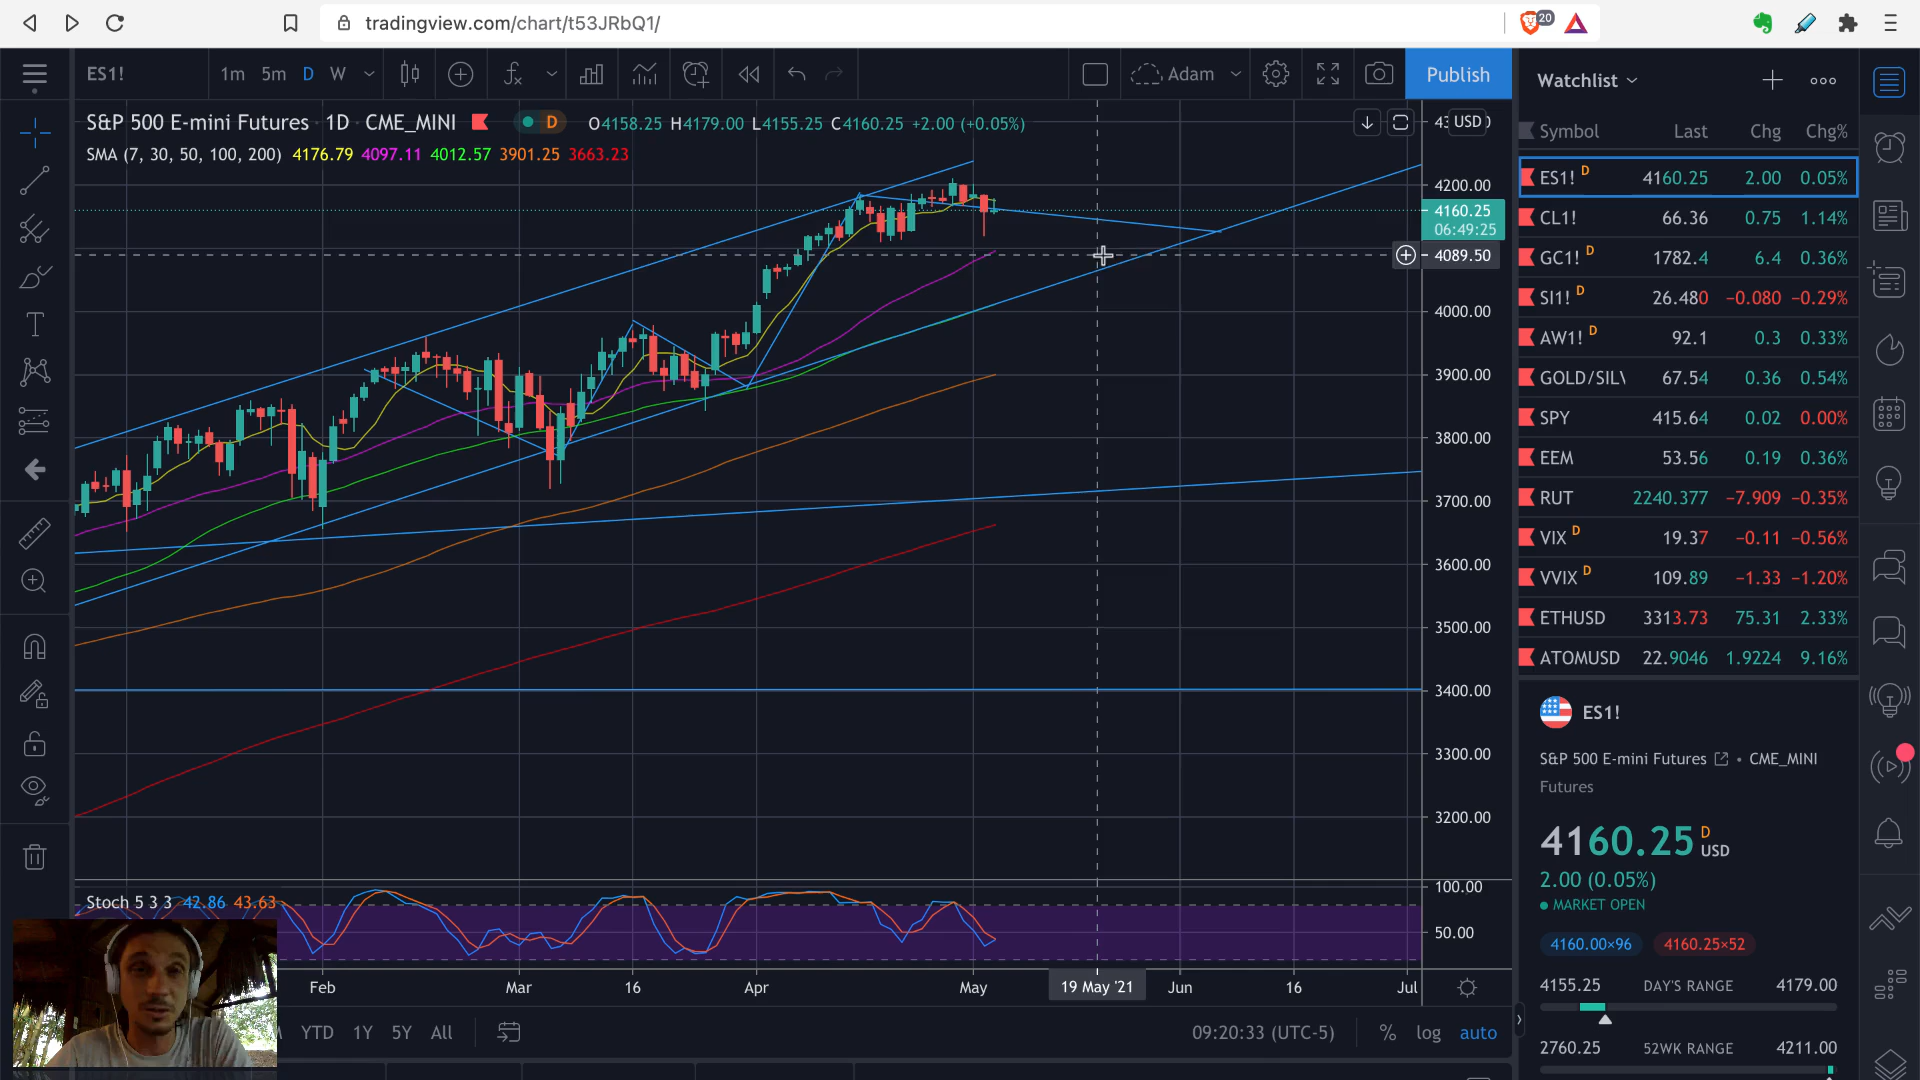 tradingview.com/chart/t53JRbQ1/
20
ES1!
1m 5m D W
Adam
Publish
Watchlist
S&P 500 E-mini Futures · 1D · CME_MINI
D
O4158.25 H4179.00 L4155.25 C4160.25 +2.00 (+0.05%)
USD
SMA (7, 30, 50, 100, 200) 4176.79 4097.11 4012.57 3901.25 3663.23
4200.00
4160.25
06:49:25
4089.50
4000.00
3900.00
3800.00
3700.00
3600.00
3500.00
3400.00
3300.00
3200.00
Symbol Last Chg Chg%
ES1! D 4160.25 2.00 0.05%
CL1! 66.36 0.75 1.14%
GC1! D 1782.4 6.4 0.36%
SI1! D 26.480 −0.080 −0.29%
AW1! D 92.1 0.3 0.33%
GOLD/SIL 67.54 0.36 0.54%
SPY 415.64 0.02 0.00%
EEM 53.56 0.19 0.36%
RUT 2240.377 −7.909 −0.35%
VIX D 19.37 −0.11 −0.56%
VVIX D 109.89 −1.33 −1.20%
ETHUSD 3313.73 75.31 2.33%
ATOMUSD 22.9046 1.9224 9.16%
ES1!
S&P 500 E-mini Futures • CME_MINI
Futures
4160.25 D USD
2.00 (0.05%)
MARKET OPEN
4160.00×96 4160.25×52
4155.25 DAY'S RANGE 4179.00
2760.25 52WK RANGE 4211.00
Stoch 5 3 3 42.86 43.63
100.00
50.00
Feb Mar 16 Apr May 19 May '21 Jun 16 Jul
YTD 1Y 5Y All
09:20:33 (UTC-5) % log auto